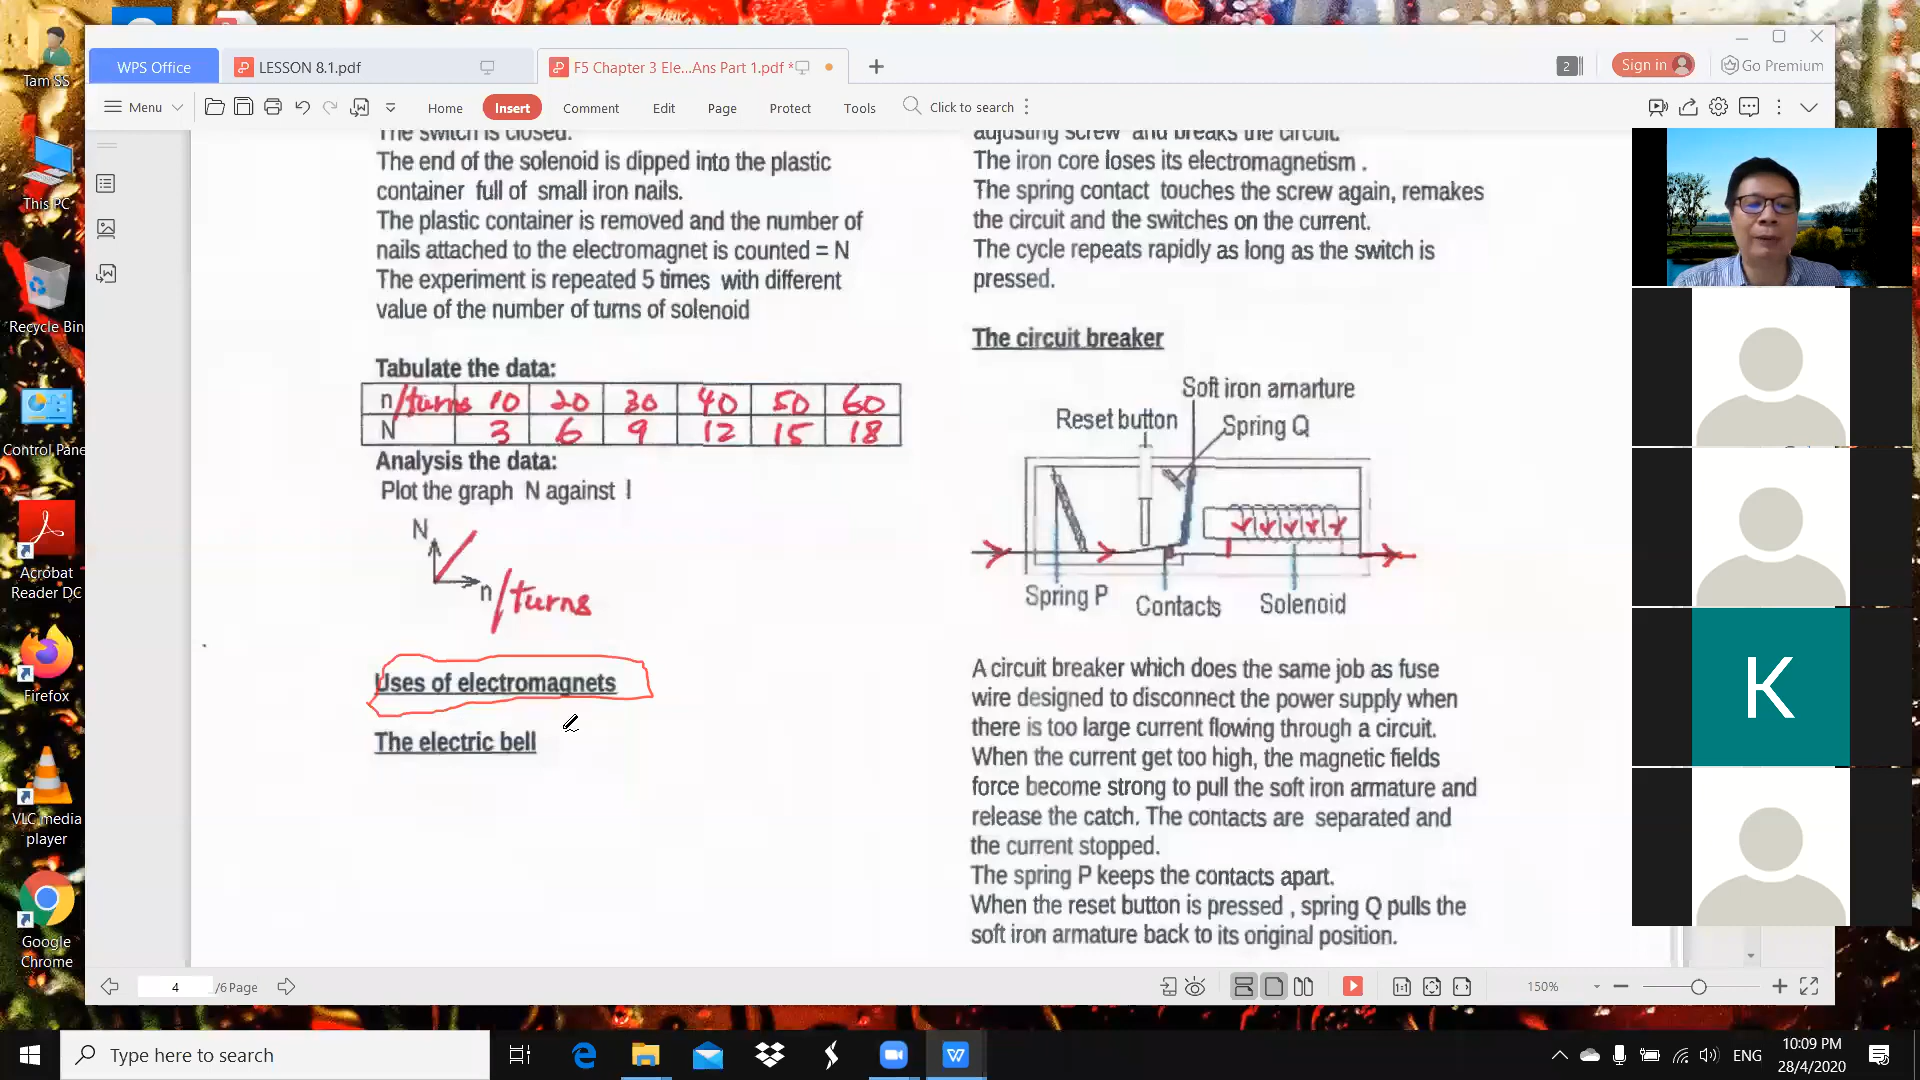 Tam SS
This PC
Recycle Bin
Control Pane
Acrobat
Reader DC
Firefox
VLC media
player
Google
Chrome
WPS Office
LESSON 8.1.pdf
F5 Chapter 3 Ele...Ans Part 1.pdf *
2
Sign in
Go Premium
Menu
Home
Insert
Comment
Edit
Page
Protect
Tools
Click to search
The switch is closed.
The end of the solenoid is dipped into the plastic
container full of small iron nails.
The plastic container is removed and the number of
nails attached to the electromagnet is counted = N
The experiment is repeated 5 times with different
value of the number of turns of solenoid
Tabulate the data:
n/turns 10 20 30 40 50 60
N 3 6 9 12 15 18
Analysis the data:
Plot the graph N against I
N
n/turns
Uses of electromagnets
The electric bell
adjusting screw and breaks the circuit.
The iron core loses its electromagnetism .
The spring contact touches the screw again, remakes
the circuit and the switches on the current.
The cycle repeats rapidly as long as the switch is
pressed.
The circuit breaker
Soft iron amarture
Reset button
Spring Q
Spring P
Contacts
Solenoid
A circuit breaker which does the same job as fuse
wire designed to disconnect the power supply when
there is too large current flowing through a circuit.
When the current get too high, the magnetic fields
force become strong to pull the soft iron armature and
release the catch. The contacts are separated and
the current stopped.
The spring P keeps the contacts apart.
When the reset button is pressed , spring Q pulls the
soft iron armature back to its original position.
K
4
/6Page
150%
Type here to search
ENG
10:09 PM
28/4/2020